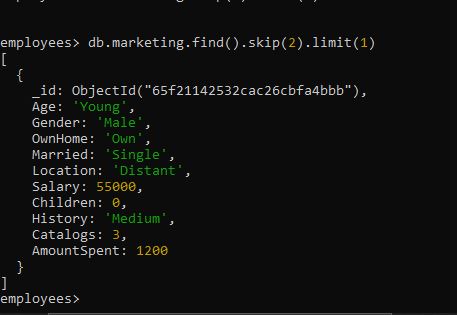 employees> db.marketing.find().skip(2).limit(1)
[
  {
    _id: ObjectId("65f21142532cac26cbfa4bbb"),
    Age: 'Young',
    Gender: 'Male',
    OwnHome: 'Own',
    Married: 'Single',
    Location: 'Distant',
    Salary: 55000,
    Children: 0,
    History: 'Medium',
    Catalogs: 3,
    AmountSpent: 1200
  }
]
employees>